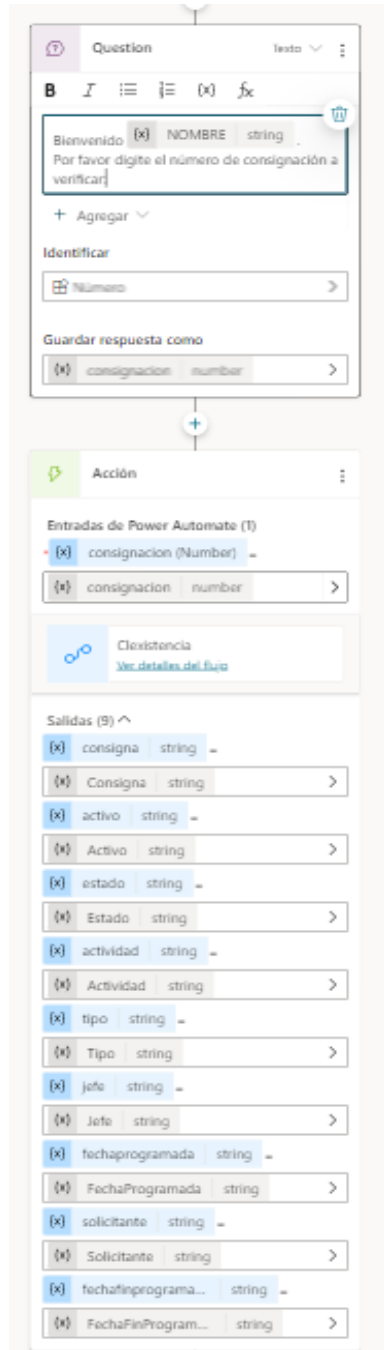 Question Texto
B I fx
Bienvenido {x} NOMBRE string .
Por favor digite el número de consignación a
verificar:
+ Agregar
Identificar
Número
Guardar respuesta como
{x} consignacion number
+
Acción
Entradas de Power Automate (1)
* {x} consignacion (Number) =
{x} consignacion number
CIexistencia
Ver detalles del flujo
Salidas (9)
{x} consigna string =
{x} Consigna string
{x} activo string =
{x} Activo string
{x} estado string =
{x} Estado string
{x} actividad string =
{x} Actividad string
{x} tipo string =
{x} Tipo string
{x} jefe string =
{x} Jefe string
{x} fechaprogramada string =
{x} FechaProgramada string
{x} solicitante string =
{x} Solicitante string
{x} fechafinprograma... string =
{x} FechaFinProgram... string